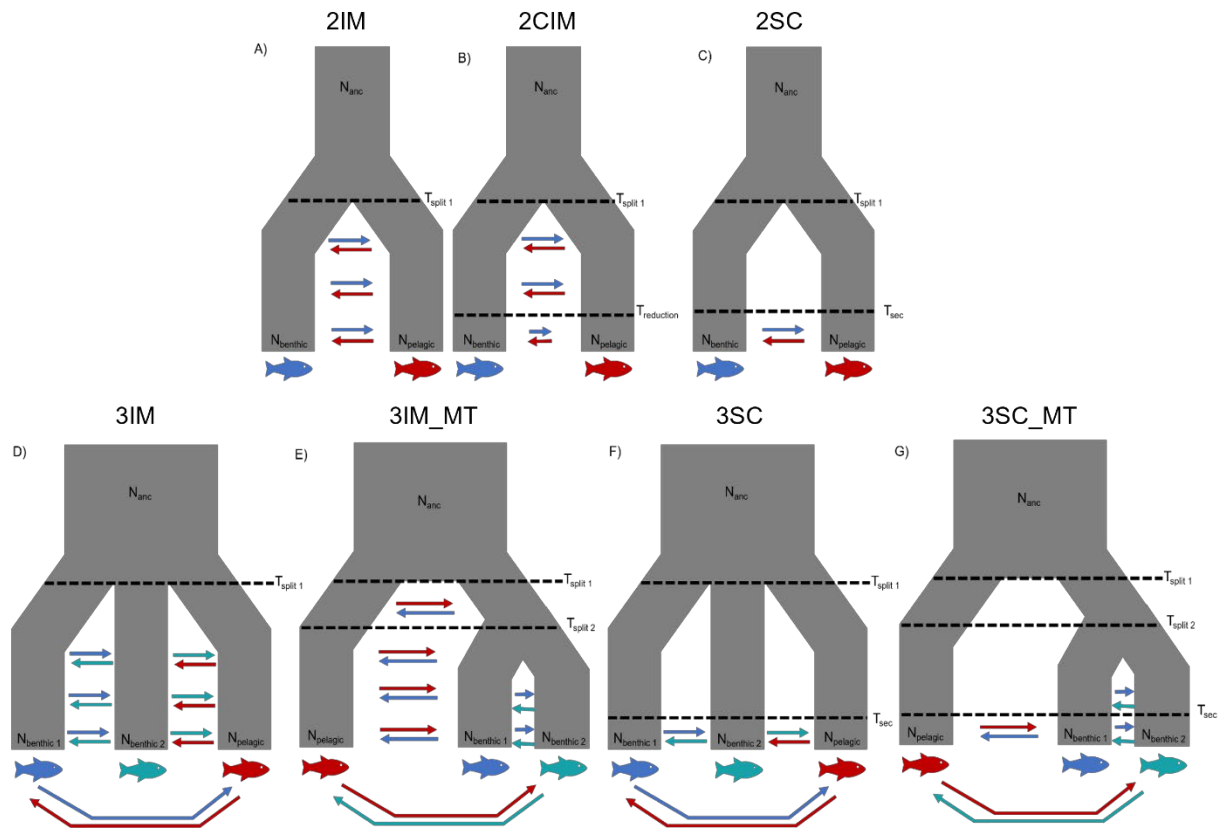 2IM 2CIM 2SC
A) B) C)
Nanc Nanc Nanc
Tsplit 1 Tsplit 1 Tsplit 1
Treduction Tsec
Nbenthic Npelagic Nbenthic Npelagic Nbenthic Npelagic
3IM 3IM_MT 3SC 3SC_MT
D) E) F) G)
Nanc Nanc Nanc Nanc
Tsplit 1 Tsplit 1 Tsplit 1 Tsplit 1
Tsplit 2 Tsplit 2
Tsec Tsec
Nbenthic 1 Nbenthic 2 Npelagic Npelagic Nbenthic 1 Nbenthic 2 Nbenthic 1 Nbenthic 2 Npelagic Npelagic Nbenthic 1 Nbenthic 2